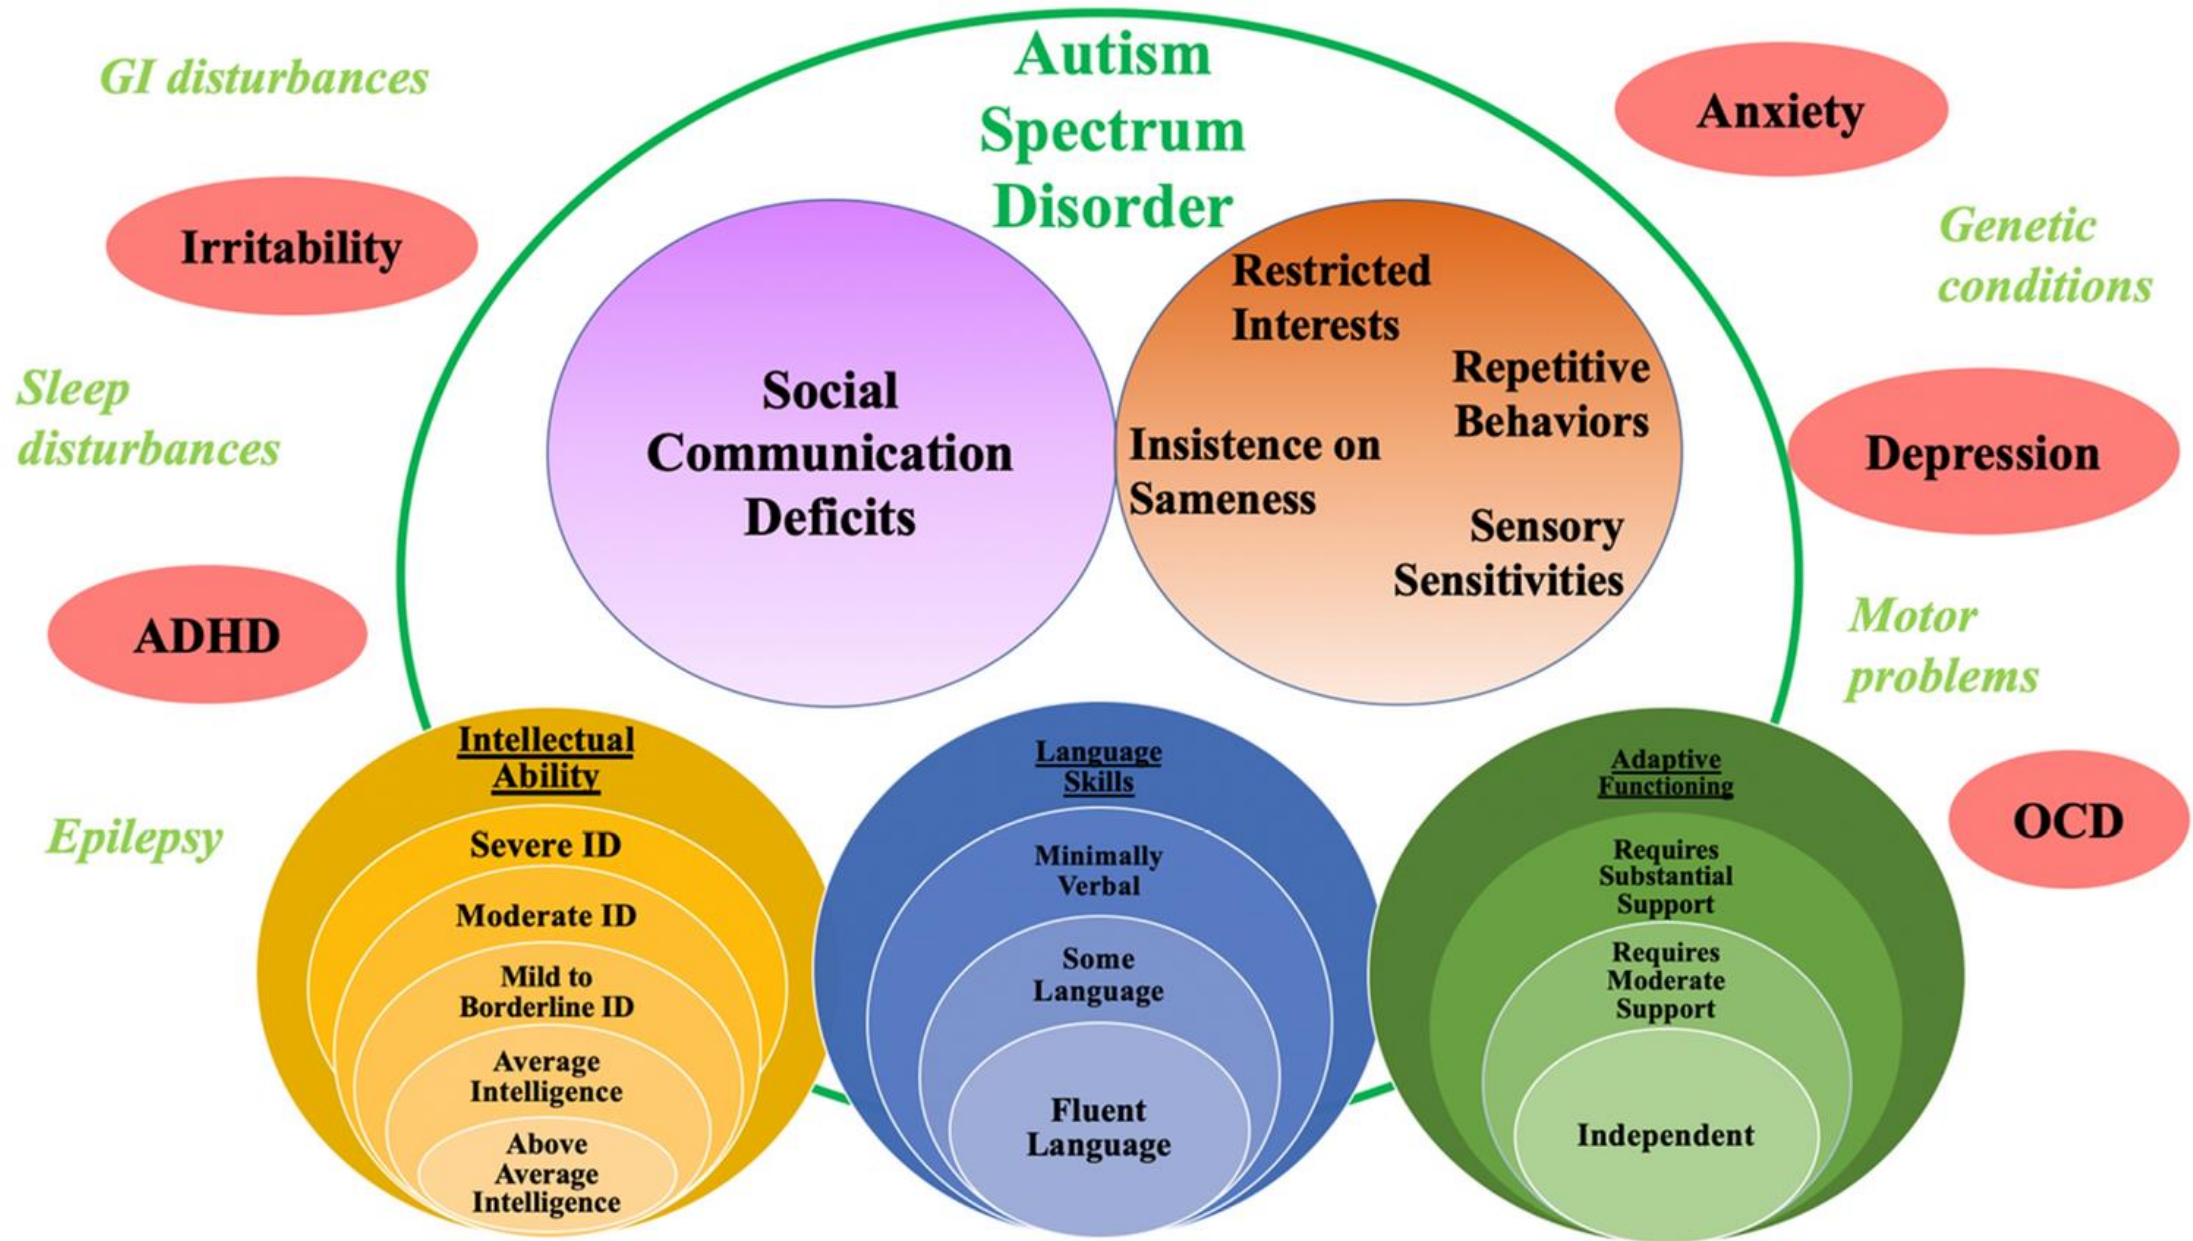 Autism
Spectrum
Disorder
GI disturbances
Irritability
Sleep
disturbances
ADHD
Epilepsy
Social
Communication
Deficits
Restricted
Interests
Repetitive
Behaviors
Insistence on
Sameness
Sensory
Sensitivities
Anxiety
Genetic
conditions
Depression
Motor
problems
OCD
Intellectual
Ability
Severe ID
Moderate ID
Mild to
Borderline ID
Average
Intelligence
Above
Average
Intelligence
Language
Skills
Minimally
Verbal
Some
Language
Fluent
Language
Adaptive
Functioning
Requires
Substantial
Support
Requires
Moderate
Support
Independent